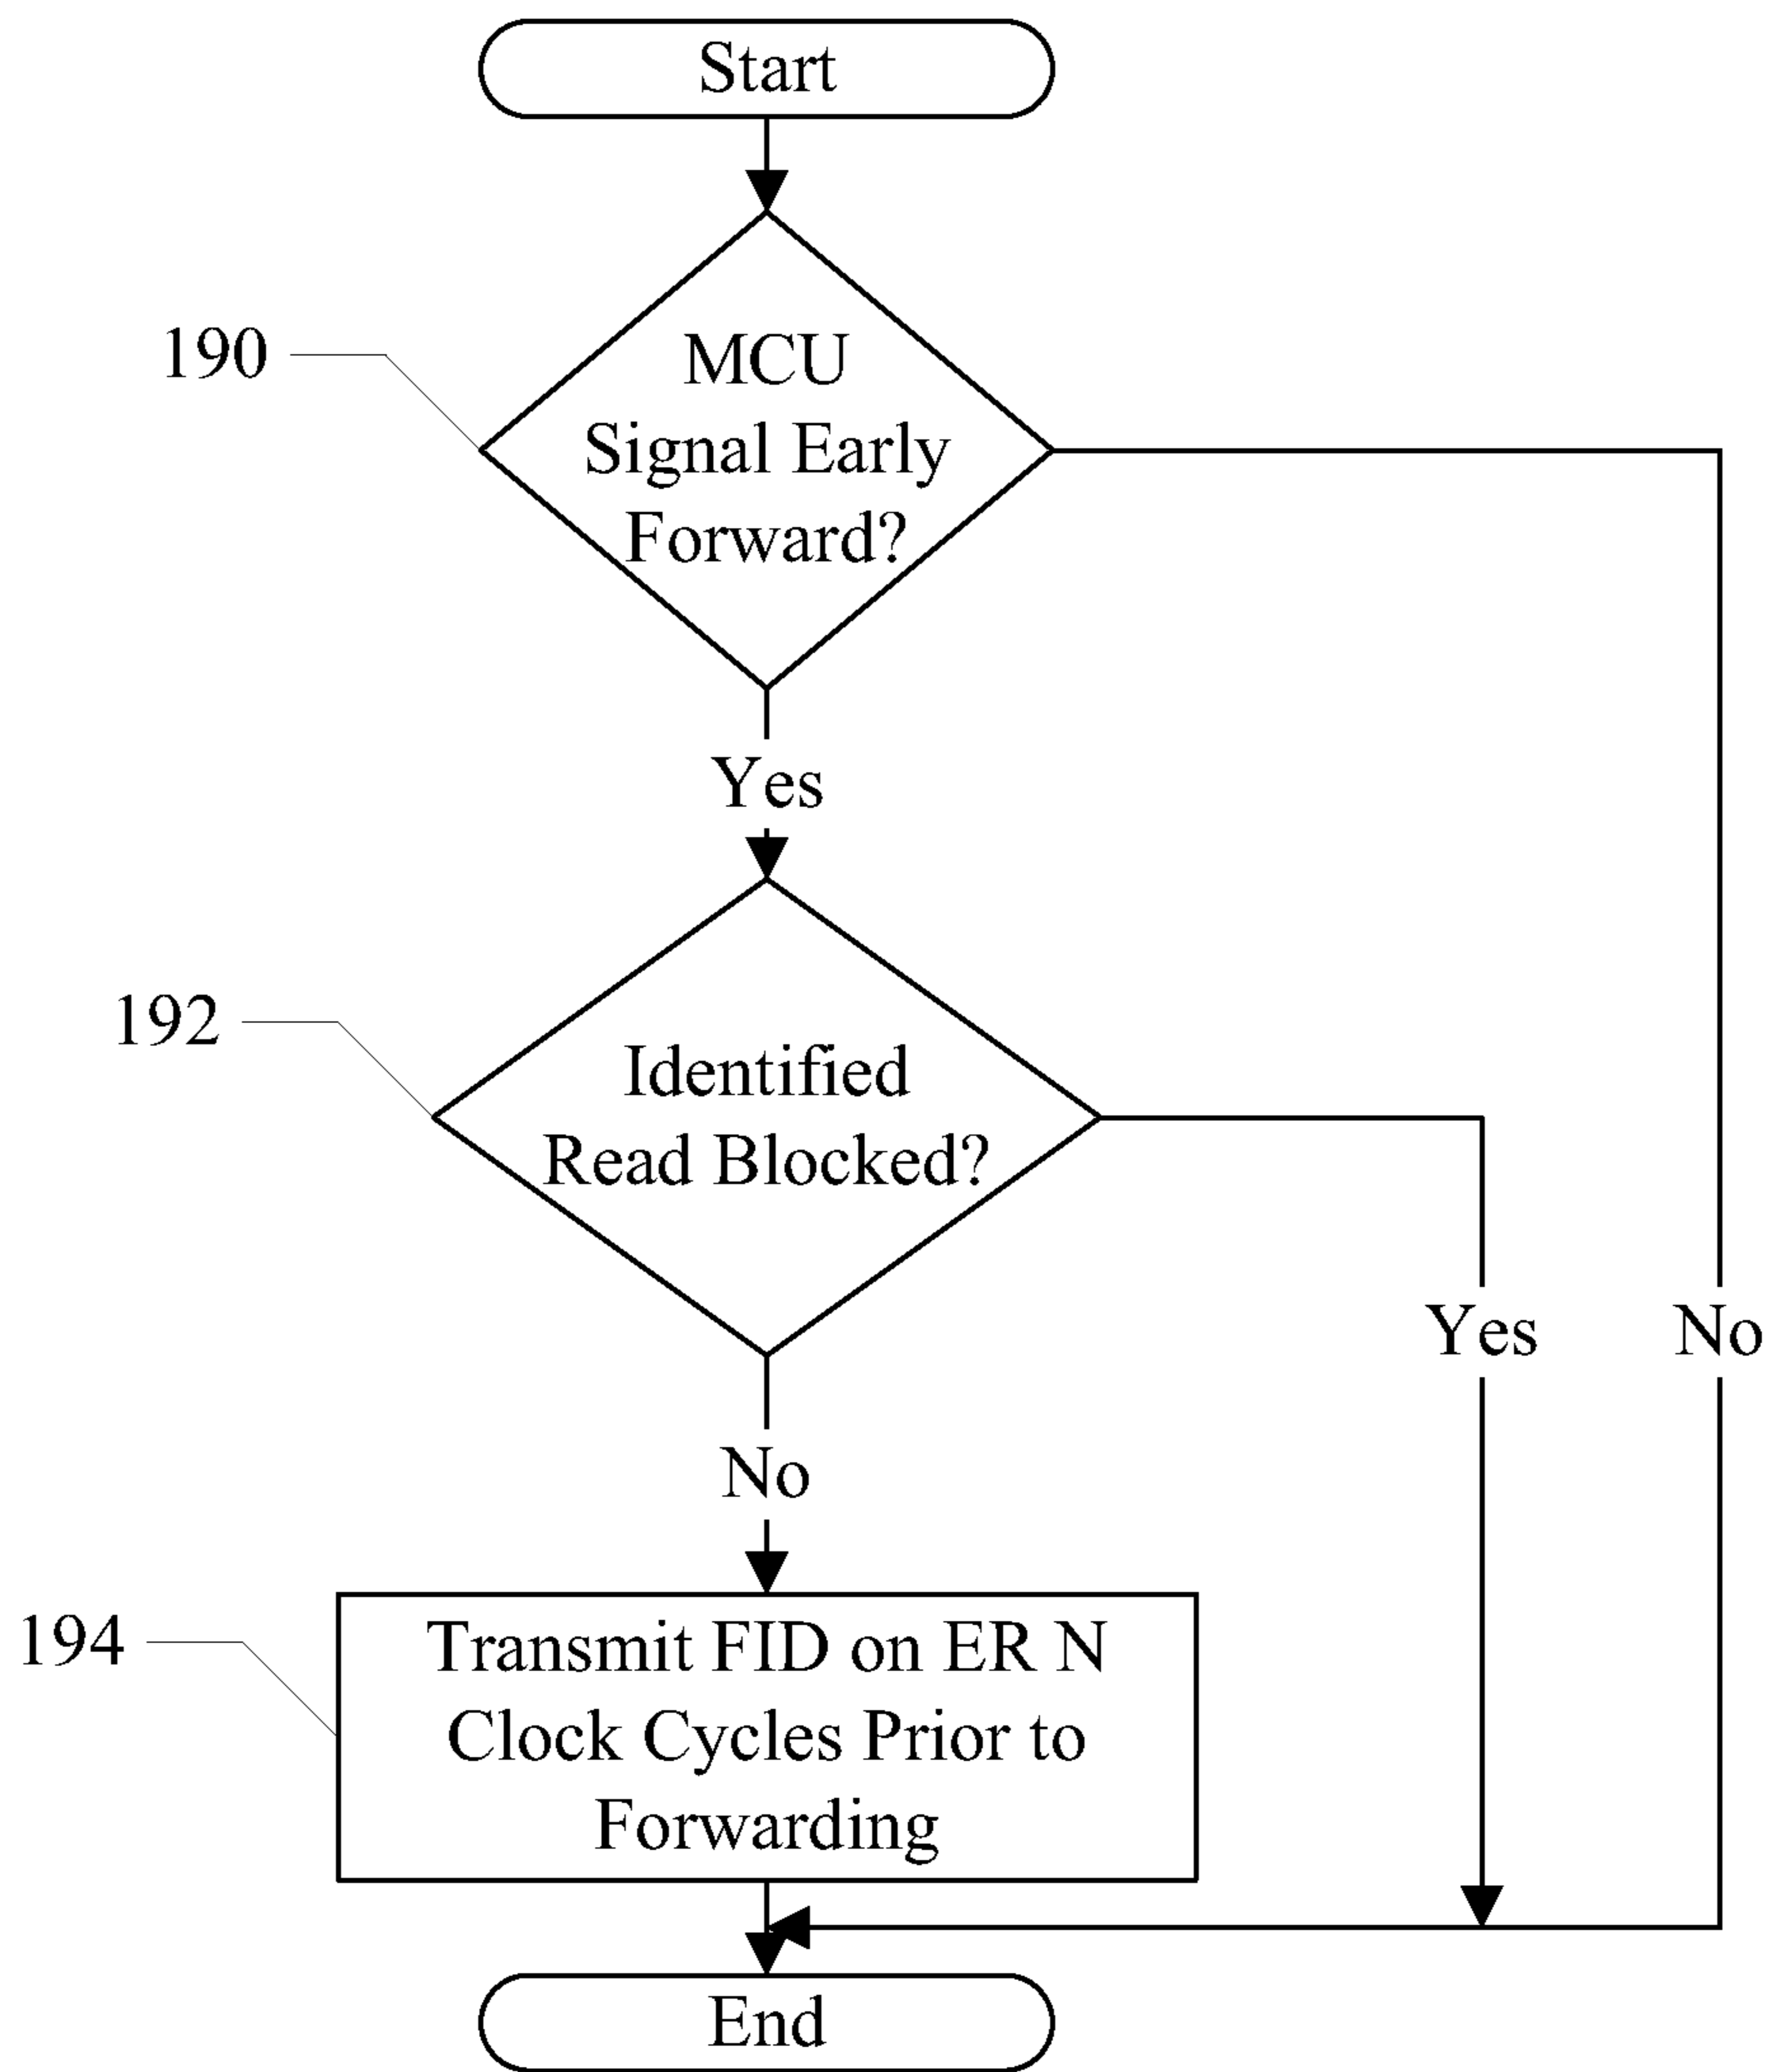 Start
190
MCU
Signal Early
Forward?
Yes
192
Identified
Read Blocked?
Yes
No
No
194
Transmit FID on ER N
Clock Cycles Prior to
Forwarding
End